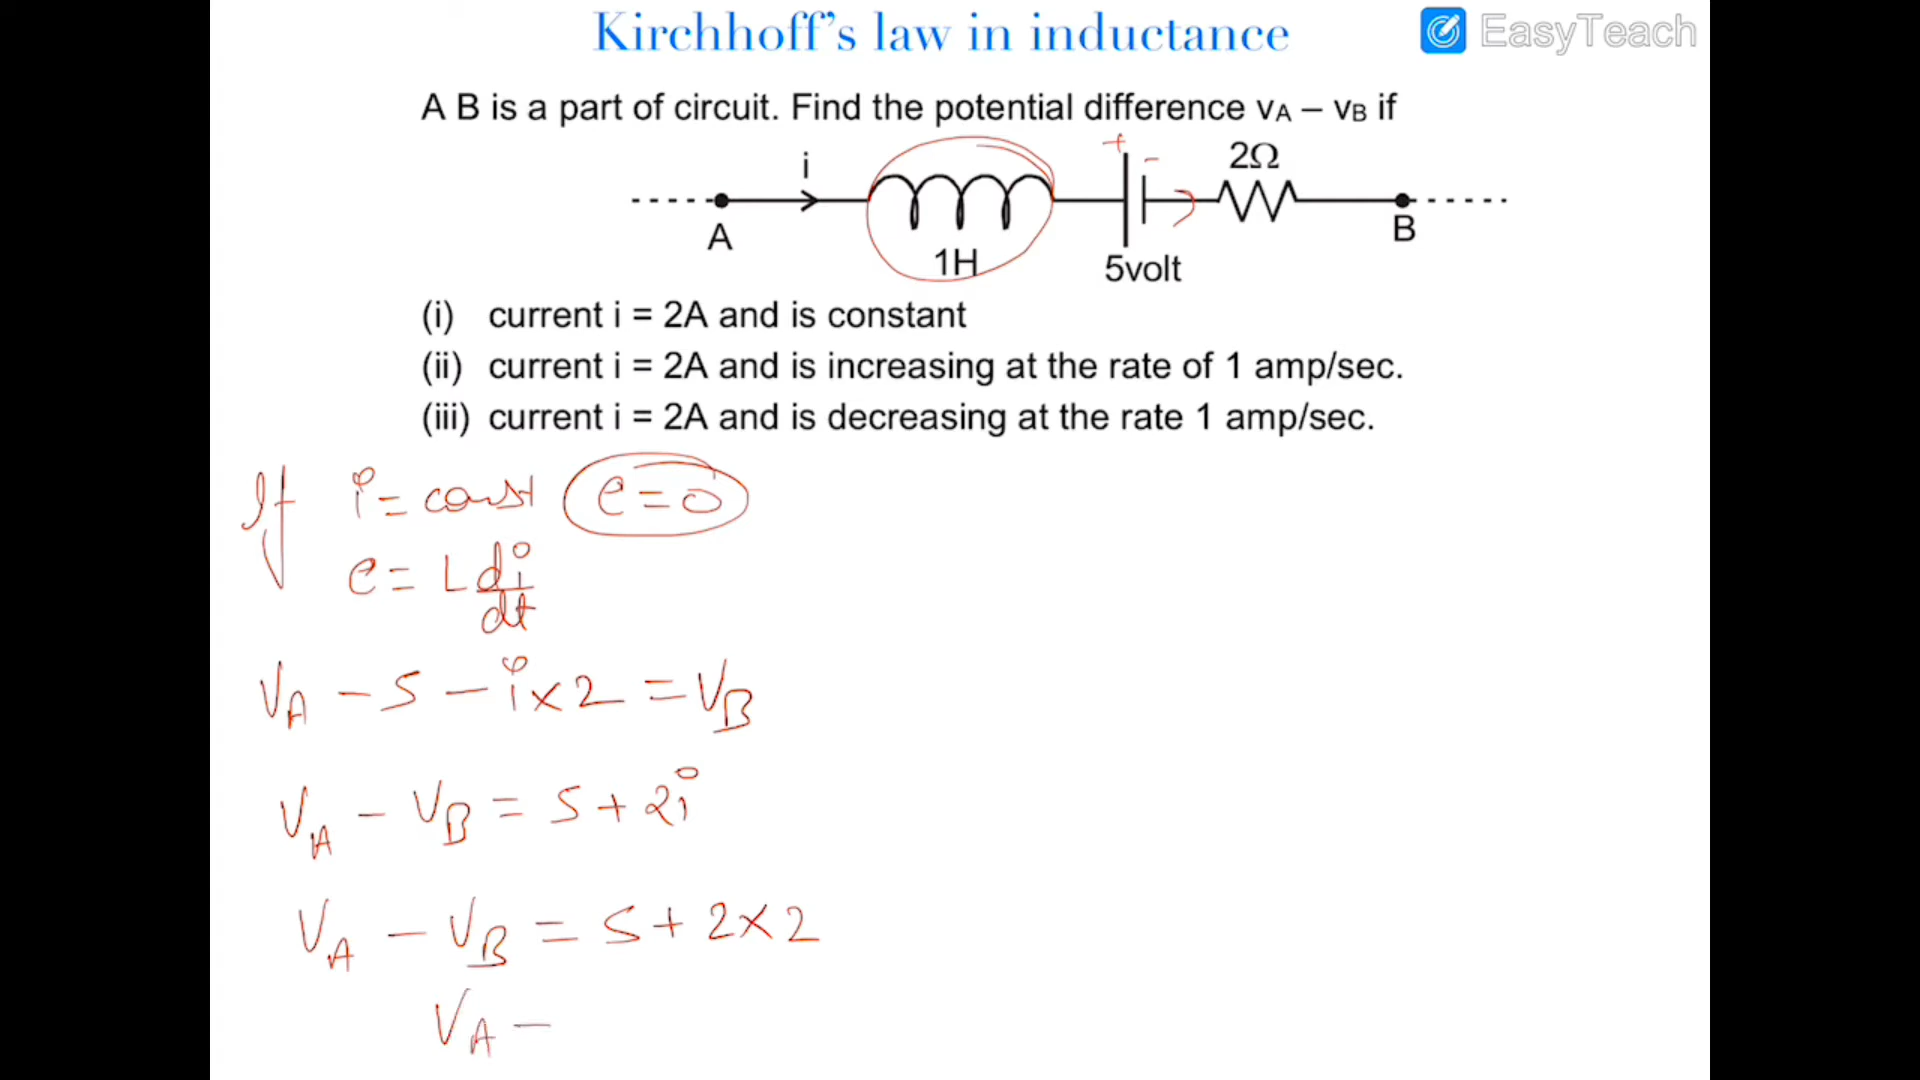 Kirchhoff's law in inductance
EasyTeach
A B is a part of circuit. Find the potential difference vA – vB if
i
+ -
2Ω
A
B
1H
5volt
(i) current i = 2A and is constant
(ii) current i = 2A and is increasing at the rate of 1 amp/sec.
(iii) current i = 2A and is decreasing at the rate 1 amp/sec.
If i = const e = 0
e = L di/dt
VA - 5 - i × 2 = VB
VA - VB = 5 + 2i
VA - VB = 5 + 2 × 2
VA -